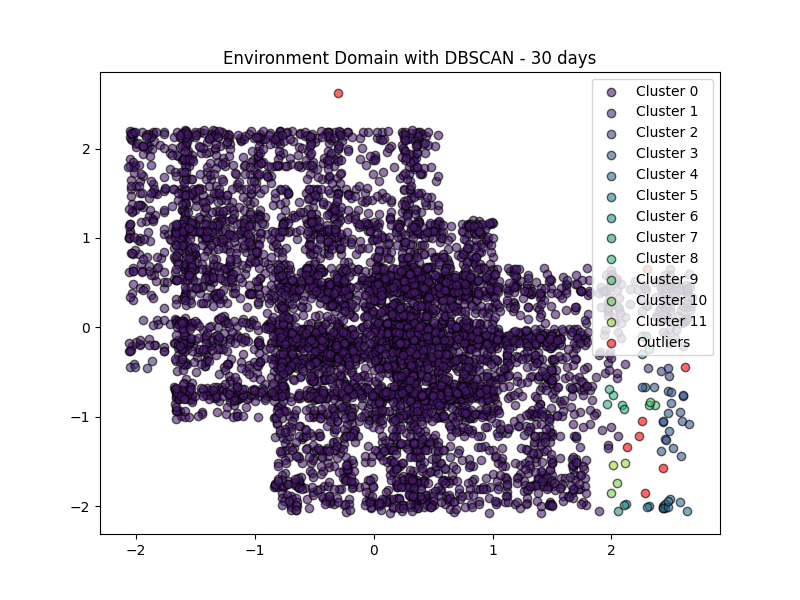 Environment Domain with DBSCAN - 30 days
Cluster 0
Cluster 1
Cluster 2
Cluster 3
Cluster 4
Cluster 5
Cluster 6
Cluster 7
Cluster 8
Cluster 9
Cluster 10
Cluster 11
Outliers
2
1
0
−1
−2
−2
−1
0
1
2